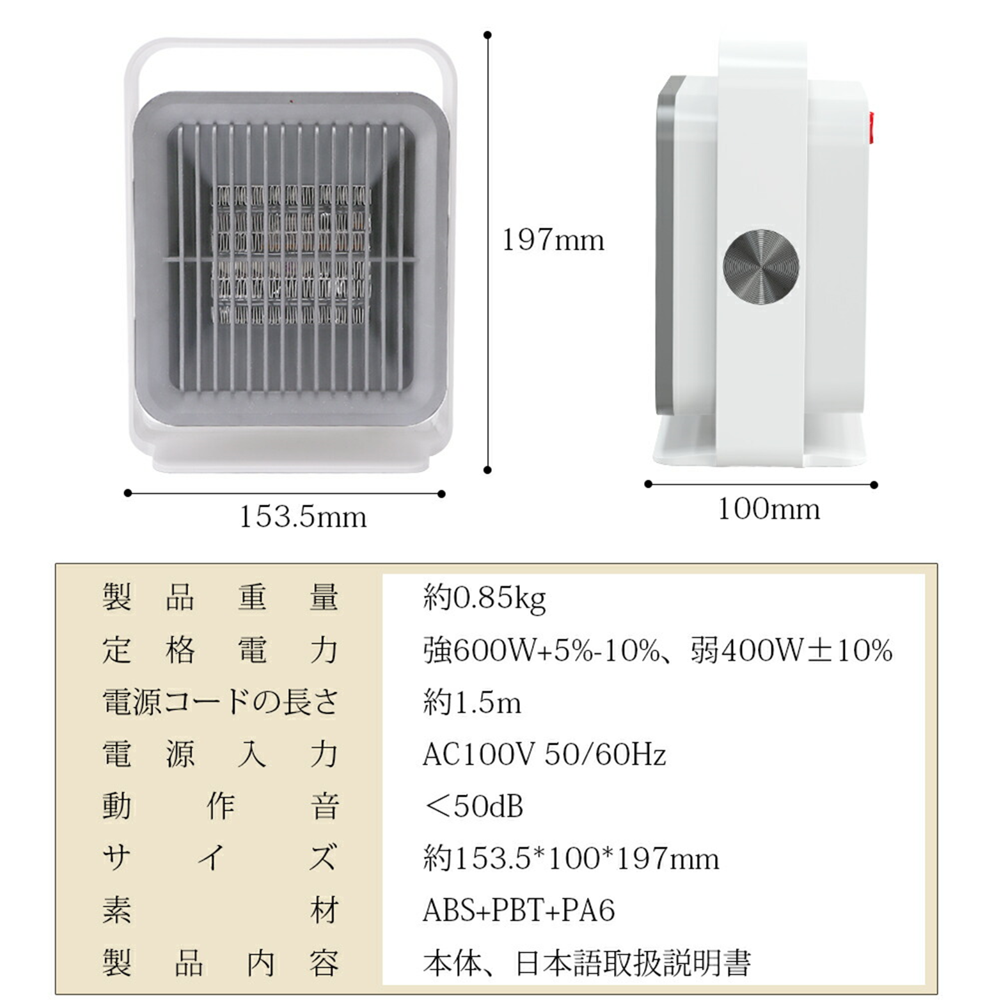 197mm
153.5mm
100mm
製品重量 約0.85kg
定格電力 強600W+5%-10%、弱400W±10%
電源コードの長さ 約1.5m
電源入力 AC100V 50/60Hz
動作音 <50dB
サイズ 約153.5*100*197mm
素材 ABS+PBT+PA6
製品内容 本体、日本語取扱説明書